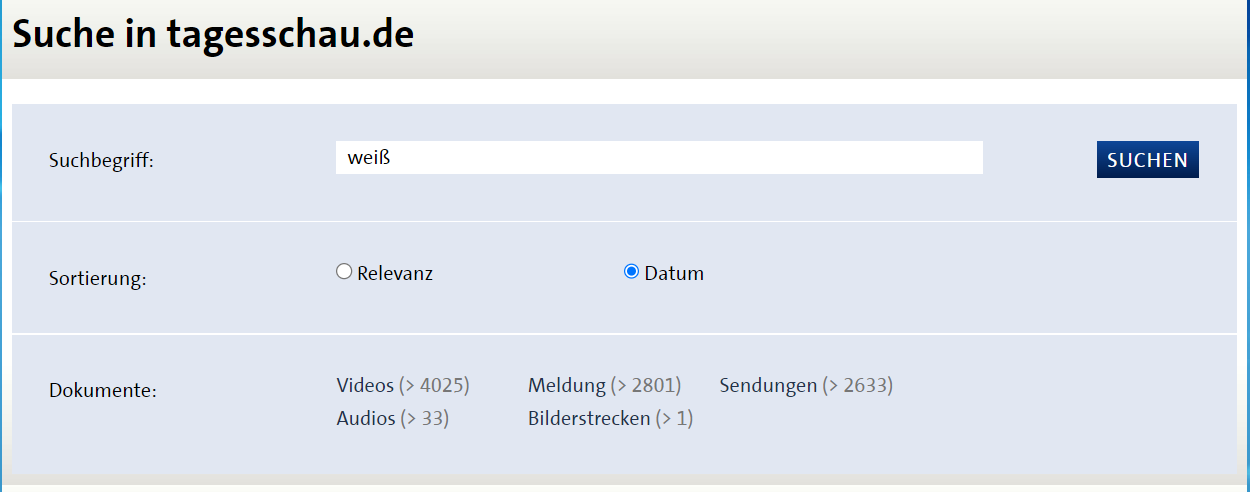 Suche in tagesschau.de
Suchbegriff: weiß SUCHEN
Sortierung: Relevanz Datum
Dokumente: Videos (> 4025) Meldung (> 2801) Sendungen (> 2633)
Audios (> 33) Bilderstrecken (> 1)